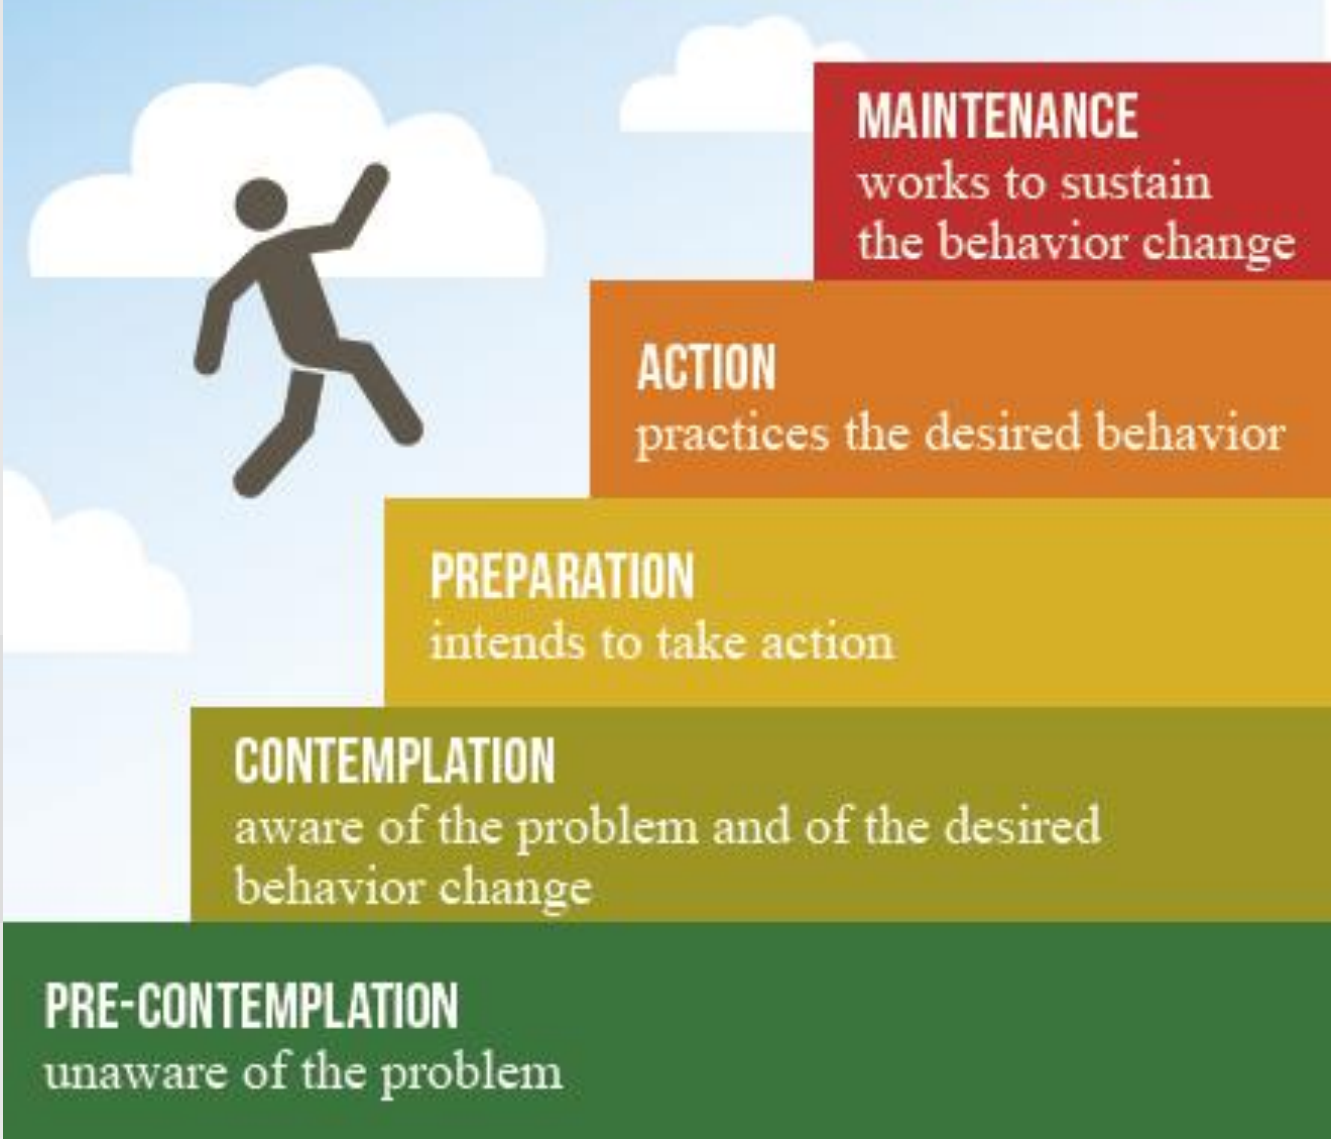 MAINTENANCE
works to sustain
the behavior change
ACTION
practices the desired behavior
PREPARATION
intends to take action
CONTEMPLATION
aware of the problem and of the desired
behavior change
PRE-CONTEMPLATION
unaware of the problem